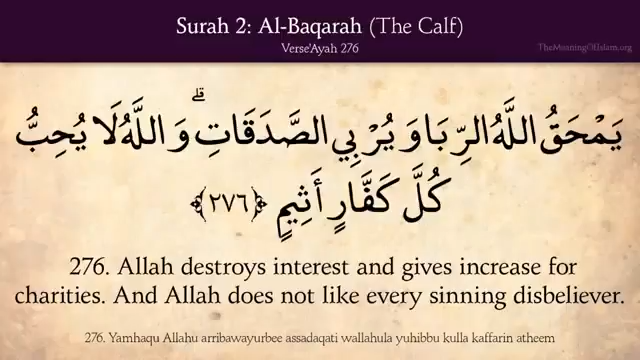 Surah 2: Al-Baqarah (The Calf)
Verse'Ayah 276
TheMeaningOfIslam.org
يَمْحَقُ اللَّهُ الرِّبَا وَيُرْبِي الصَّدَقَاتِ ۗ وَاللَّهُ لَا يُحِبُّ
كُلَّ كَفَّارٍ أَثِيمٍ ﴿٢٧٦﴾
276. Allah destroys interest and gives increase for
charities. And Allah does not like every sinning disbeliever.
276. Yamhaqu Allahu arribawayurbee assadaqati wallahula yuhibbu kulla kaffarin atheem